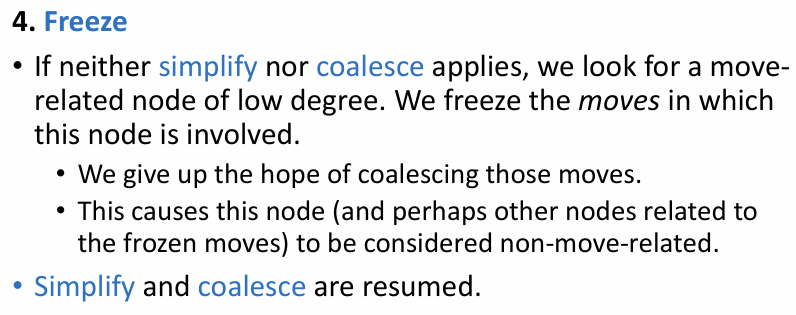 4. Freeze
• If neither simplify nor coalesce applies, we look for a move-
related node of low degree. We freeze the moves in which
this node is involved.
• We give up the hope of coalescing those moves.
• This causes this node (and perhaps other nodes related to
the frozen moves) to be considered non-move-related.
• Simplify and coalesce are resumed.